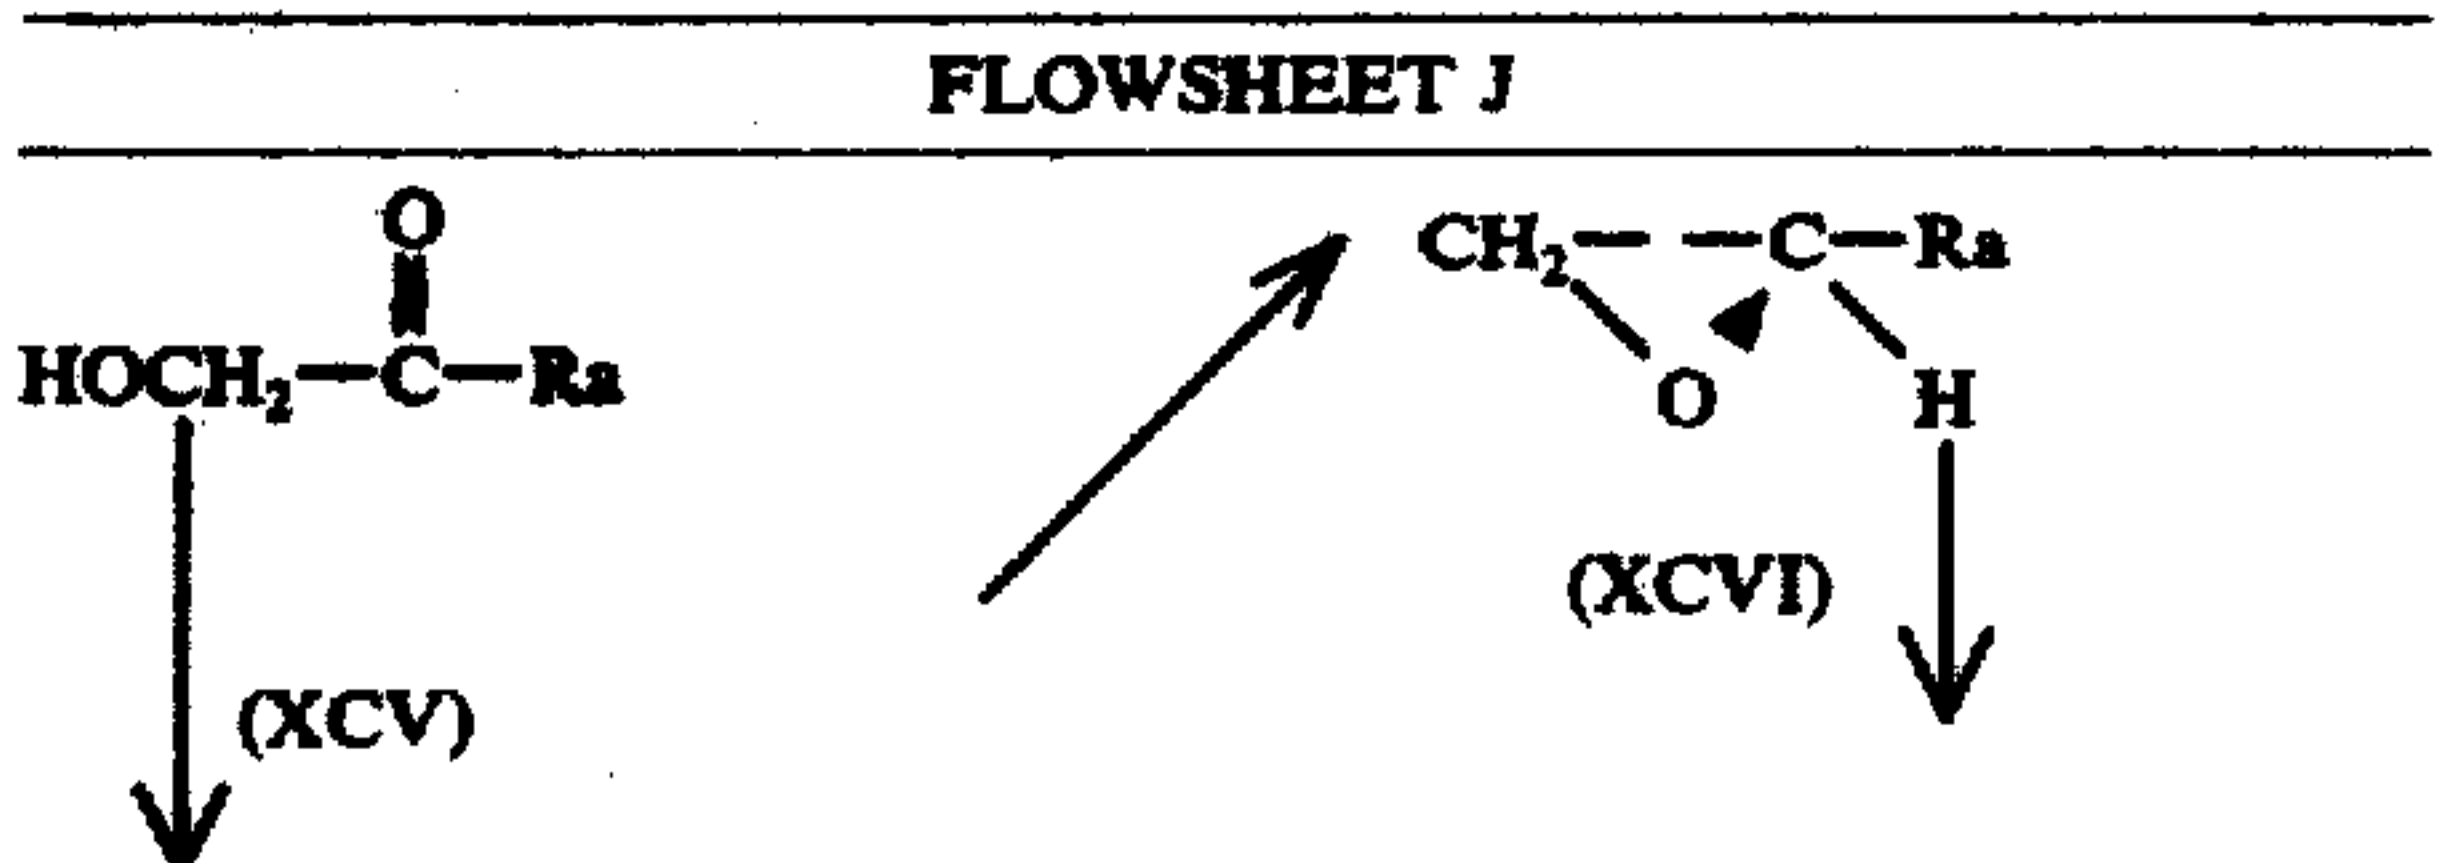 FLOWSHEET J
O
HOCH2—C—Ra
(XCV)
CH2— —C—Ra
O H
(XCVI)